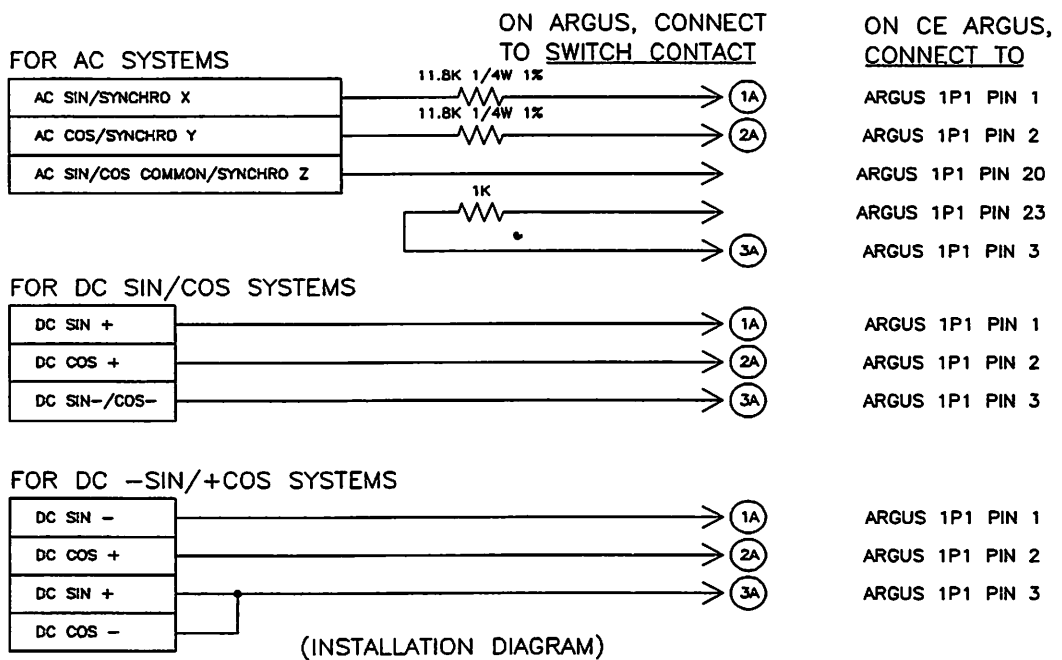 ON ARGUS, CONNECT
TO SWITCH CONTACT
ON CE ARGUS,
CONNECT TO
FOR AC SYSTEMS
AC SIN/SYNCHRO X
11.8K 1/4W 1%
1A
ARGUS 1P1 PIN 1
AC COS/SYNCHRO Y
11.8K 1/4W 1%
2A
ARGUS 1P1 PIN 2
AC SIN/COS COMMON/SYNCHRO Z
ARGUS 1P1 PIN 20
1K
ARGUS 1P1 PIN 23
3A
ARGUS 1P1 PIN 3
FOR DC SIN/COS SYSTEMS
DC SIN +
1A
ARGUS 1P1 PIN 1
DC COS +
2A
ARGUS 1P1 PIN 2
DC SIN-/COS-
3A
ARGUS 1P1 PIN 3
FOR DC -SIN/+COS SYSTEMS
DC SIN -
1A
ARGUS 1P1 PIN 1
DC COS +
2A
ARGUS 1P1 PIN 2
DC SIN +
3A
ARGUS 1P1 PIN 3
DC COS -
(INSTALLATION DIAGRAM)